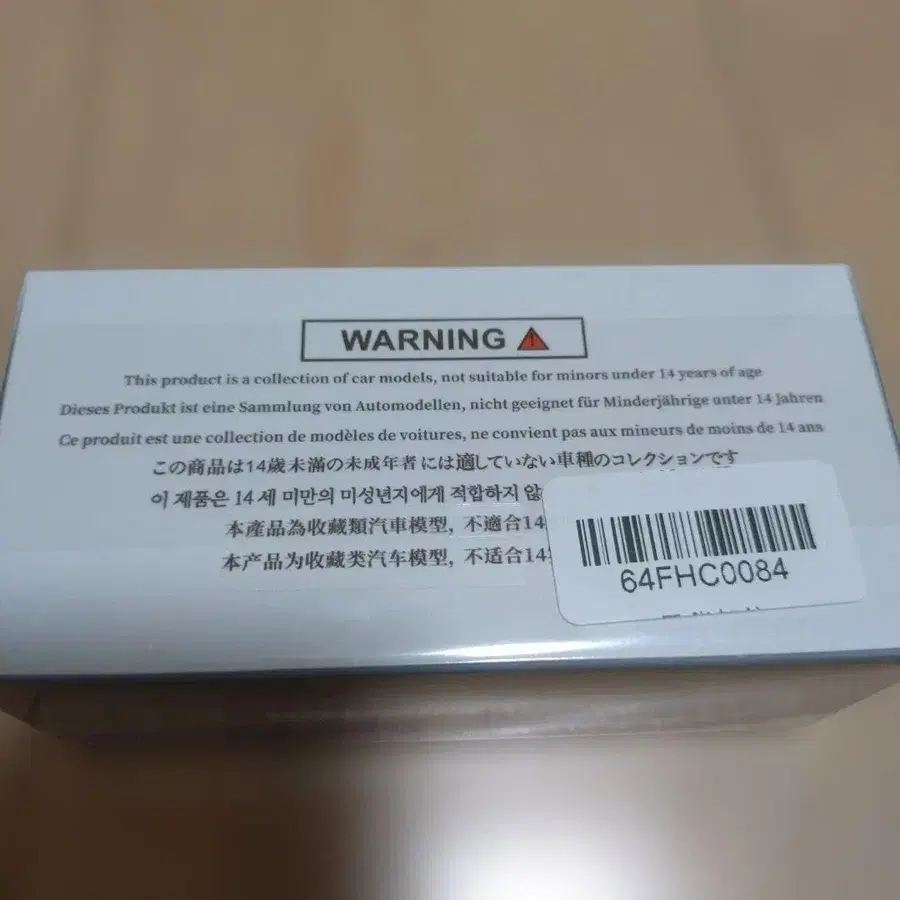 WARNING
This product is a collection of car models, not suitable for minors under 14 years of age
Dieses Produkt ist eine Sammlung von Automodellen, nicht geeignet für Minderjährige unter 14 Jahren
Ce produit est une collection de modèles de voitures, ne convient pas aux mineurs de moins de 14 ans
この商品は14歳未満の未成年者には適していない車種のコレクションです
이 제품은 14 세 미만의 미성년지에게 적합하지 않
本產品為收藏類汽車模型, 不適合14
本产品为收藏类汽车模型, 不适合14
64FHC0084